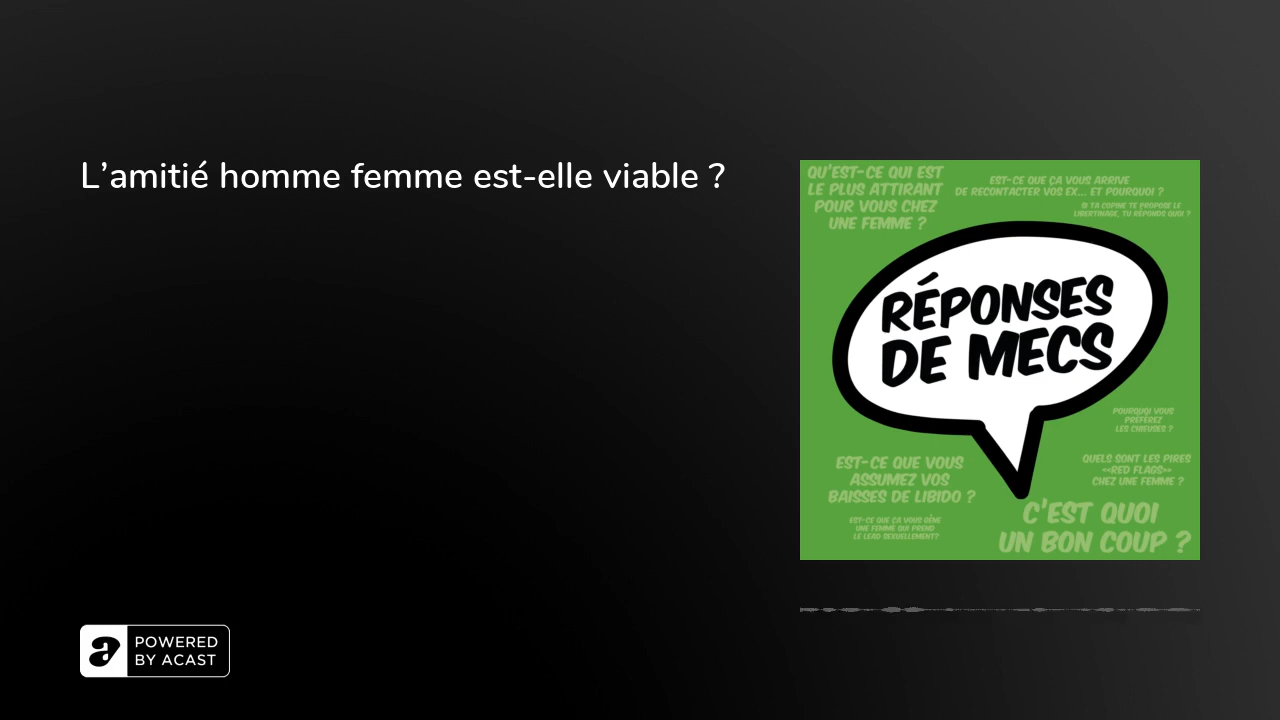 L’amitié homme femme est-elle viable ?
QU'EST-CE QUI EST
LE PLUS ATTIRANT
POUR VOUS CHEZ
UNE FEMME ?
EST-CE QUE ÇA VOUS ARRIVE
DE RECONTACTER VOS EX... ET POURQUOI ?
SI TA COPINE TE PROPOSE LE
LIBERTINAGE, TU RÉPONDS QUOI ?
RÉPONSES
DE MECS
POURQUOI VOUS
PRÉFÉREZ
LES CHIEUSES ?
EST-CE QUE VOUS
ASSUMEZ VOS
BAISSES DE LIBIDO ?
QUELS SONT LES PIRES
<<RED FLAGS>>
CHEZ UNE FEMME ?
EST-CE QUE ÇA VOUS GÊNE
UNE FEMME QUI PREND
LE LEAD SEXUELLEMENT?
C'EST QUOI
UN BON COUP ?
a POWERED
BY ACAST